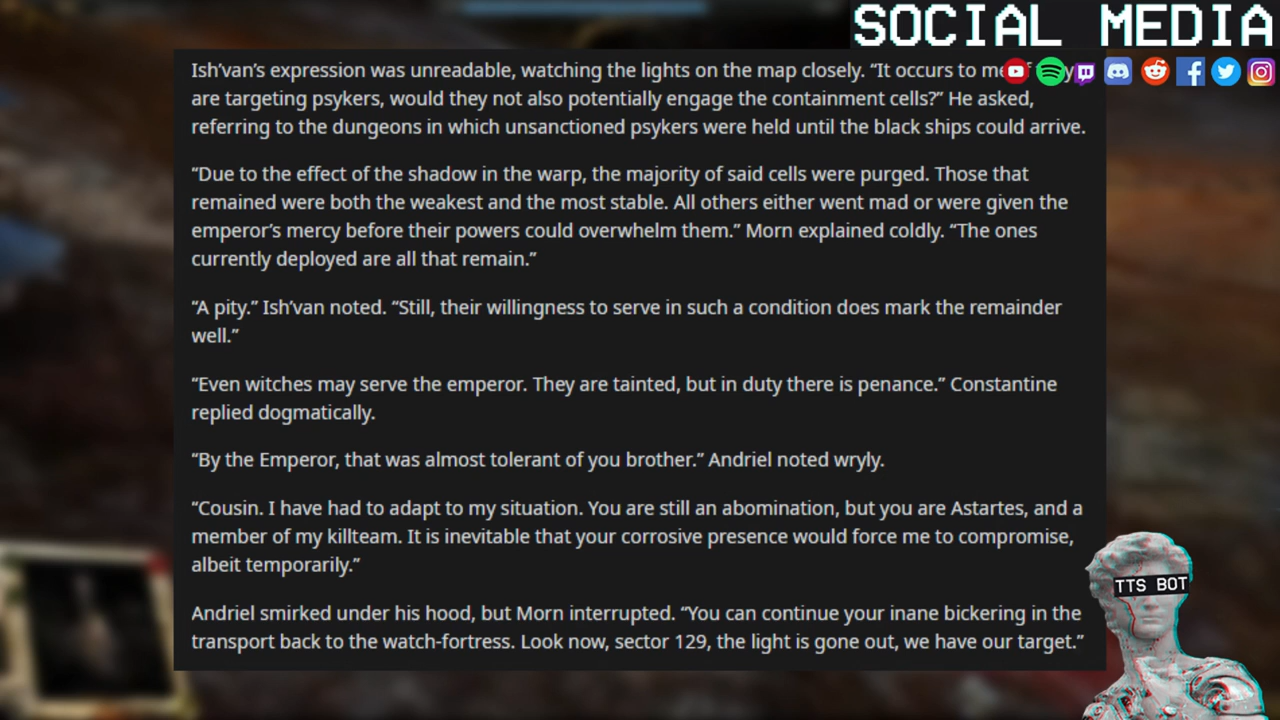 SOCIAL MEDIA
Ish’van’s expression was unreadable, watching the lights on the map closely. “It occurs to me
are targeting psykers, would they not also potentially engage the containment cells?” He asked,
referring to the dungeons in which unsanctioned psykers were held until the black ships could arrive.
“Due to the effect of the shadow in the warp, the majority of said cells were purged. Those that
remained were both the weakest and the most stable. All others either went mad or were given the
emperor’s mercy before their powers could overwhelm them.” Morn explained coldly. “The ones
currently deployed are all that remain.”
“A pity.” Ish’van noted. “Still, their willingness to serve in such a condition does mark the remainder
well.”
“Even witches may serve the emperor. They are tainted, but in duty there is penance.” Constantine
replied dogmatically.
“By the Emperor, that was almost tolerant of you brother.” Andriel noted wryly.
“Cousin. I have had to adapt to my situation. You are still an abomination, but you are Astartes, and a
member of my killteam. It is inevitable that your corrosive presence would force me to compromise,
albeit temporarily.”
Andriel smirked under his hood, but Morn interrupted. “You can continue your inane bickering in the
transport back to the watch-fortress. Look now, sector 129, the light is gone out, we have our target.”
TTS BOT